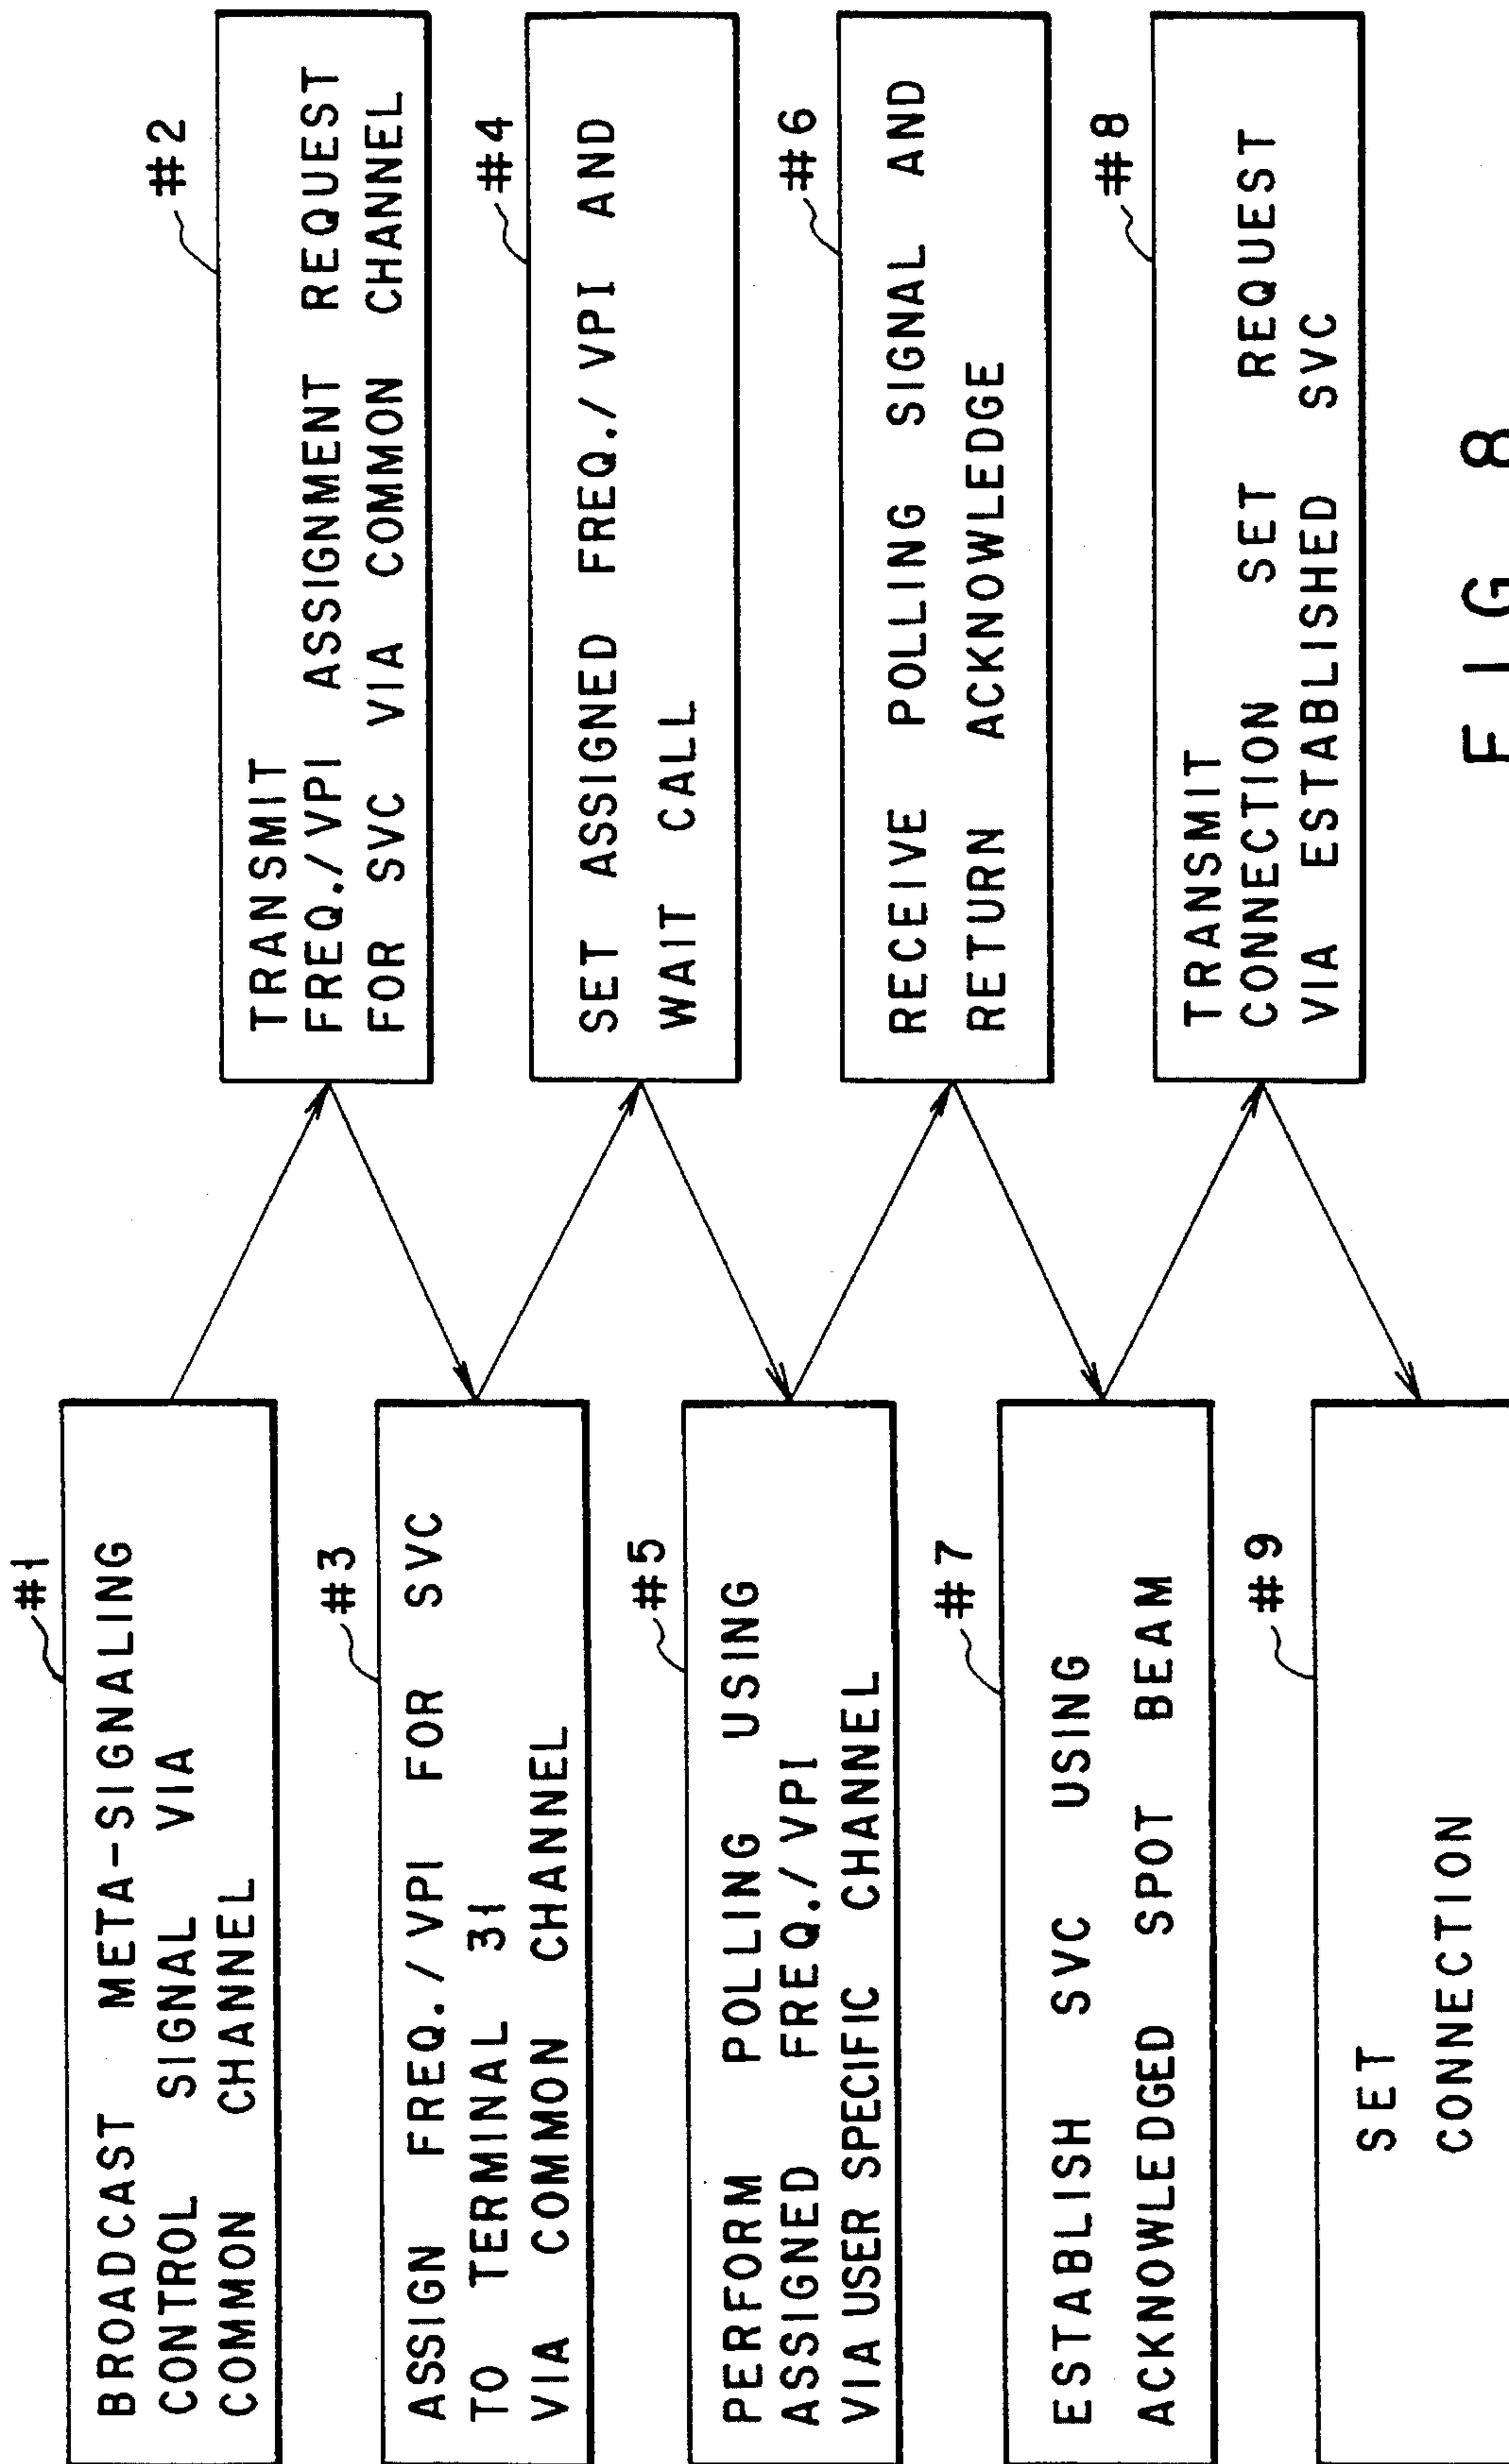 #1
BROADCAST META-SIGNALING
CONTROL SIGNAL VIA
COMMON CHANNEL
#2
TRANSMIT
FREQ./VPI ASSIGNMENT REQUEST
FOR SVC VIA COMMON CHANNEL
#3
ASSIGN FREQ./VPI FOR SVC
TO TERMINAL 31
VIA COMMON CHANNEL
#4
SET ASSIGNED FREQ./VPI AND
WAIT CALL
#5
PERFORM POLLING USING
ASSIGNED FREQ./VPI
VIA USER SPECIFIC CHANNEL
#6
RECEIVE POLLING SIGNAL AND
RETURN ACKNOWLEDGE
#7
ESTABLISH SVC USING
ACKNOWLEDGED SPOT BEAM
#8
TRANSMIT
CONNECTION SET REQUEST
VIA ESTABLISHED SVC
#9
SET
CONNECTION
FIG 8